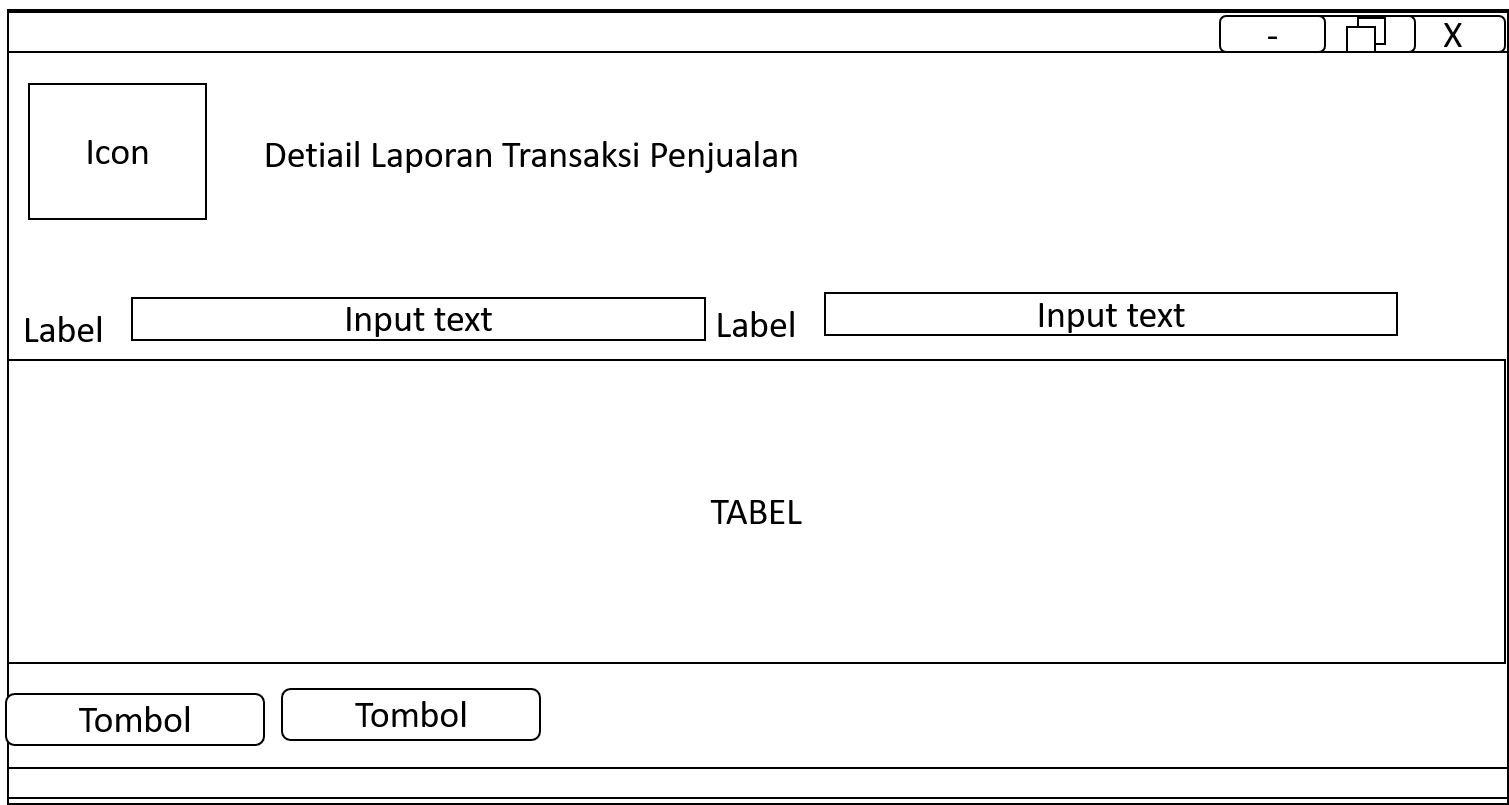 - X
Icon
Detiail Laporan Transaksi Penjualan
Label Input text Label Input text
TABEL
Tombol Tombol